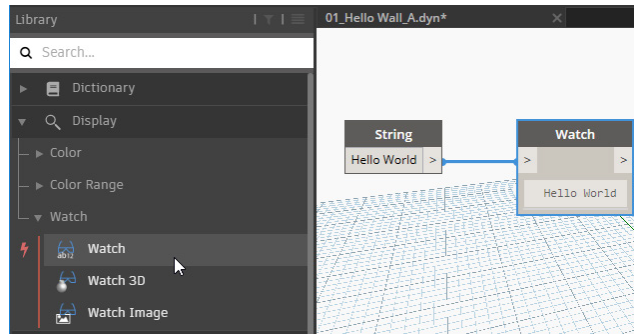 Library
01_Hello Wall_A.dyn*
Search...
Dictionary
Display
Color
Color Range
Watch
Watch
Watch 3D
Watch Image
String
Hello World >
Watch
> >
Hello World